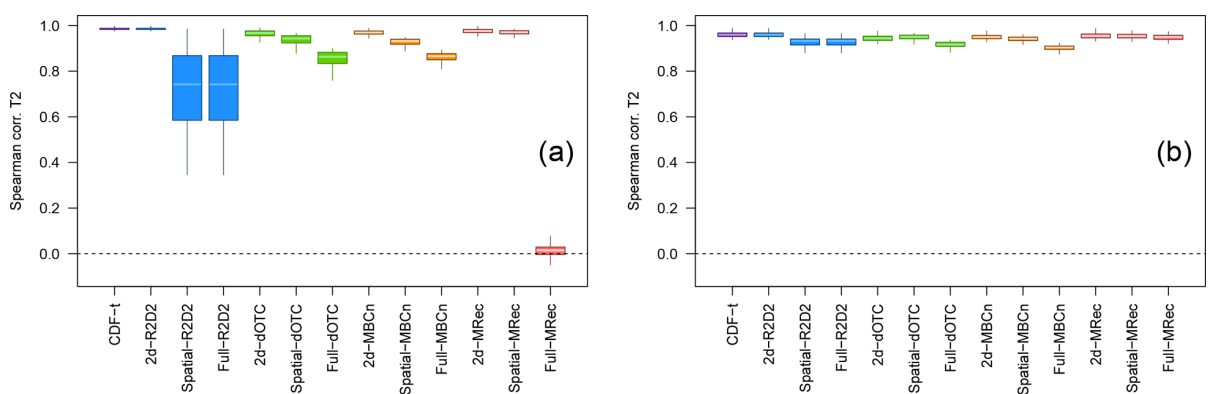 Spearman corr. T2
1.0
0.8
0.6
0.4
0.2
0.0
(a)
CDF−t
2d−R2D2
Spatial−R2D2
Full−R2D2
2d−dOTC
Spatial−dOTC
Full−dOTC
2d−MBCn
Spatial−MBCn
Full−MBCn
2d−MRec
Spatial−MRec
Full−MRec
Spearman corr. T2
1.0
0.8
0.6
0.4
0.2
0.0
(b)
CDF−t
2d−R2D2
Spatial−R2D2
Full−R2D2
2d−dOTC
Spatial−dOTC
Full−dOTC
2d−MBCn
Spatial−MBCn
Full−MBCn
2d−MRec
Spatial−MRec
Full−MRec